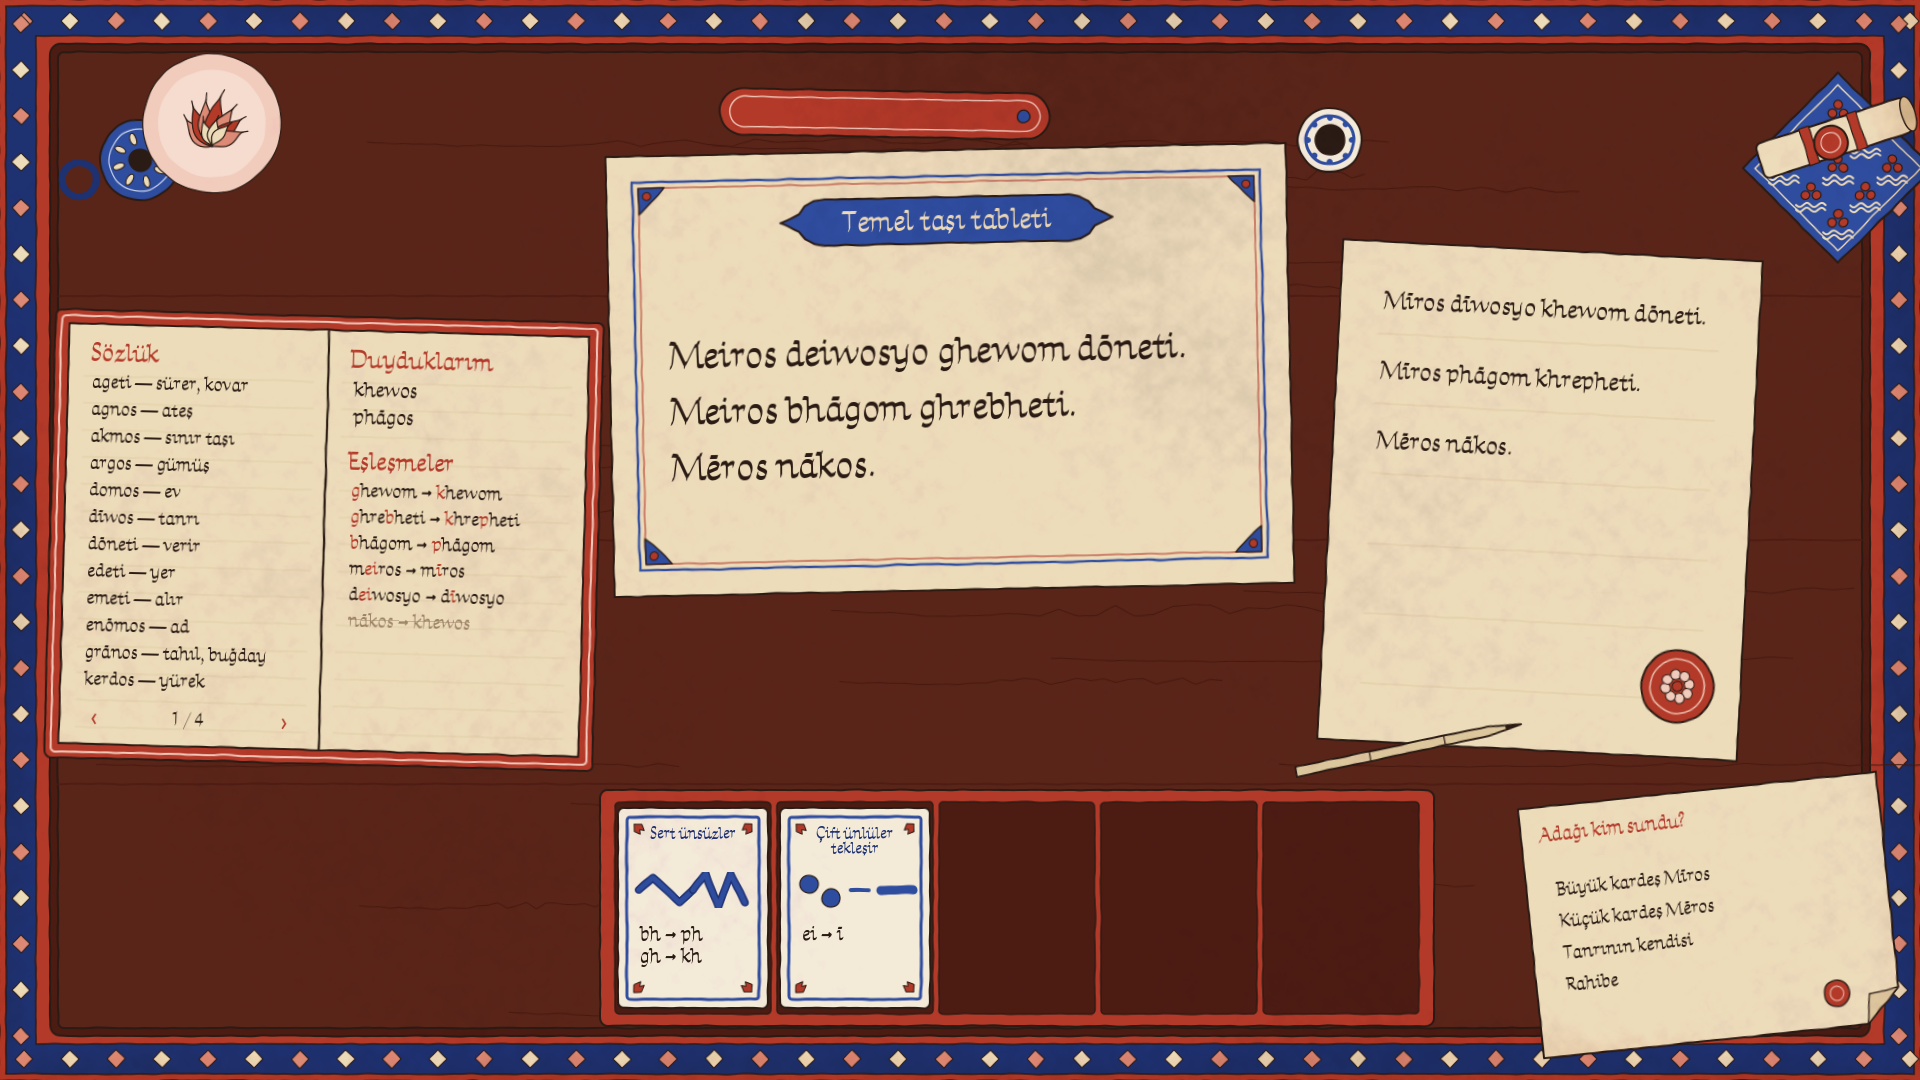 Temel taşı tableti
Meiros deiwosyo ghewom dōneti.
Meiros bhāgom ghrebheti.
Mēros nākos.
Mīros dīwosyo khewom dōneti.
Mīros phāgom khrepheti.
Mēros nākos.
Sözlük
ageti — sürer, kovar
agnos — ateş
akmos — sınır taşı
argos — gümüş
domos — ev
dīwos — tanrı
dōneti — verir
edeti — yer
emeti — alır
enōmos — ad
grānos — tahıl, buğday
kerdos — yürek
‹ 1 / 4 ›
Duyduklarım
khewos
phāgos
Eşleşmeler
ghewom → khewom
ghrebheti → khrepheti
bhāgom → phāgom
meiros → mīros
deiwosyo → dīwosyo
nākos → khewos
Sert ünsüzler
bh → ph
gh → kh
Çift ünlüler
tekleşir
ei → ī
Adağı kim sundu?
Büyük kardeş Mīros
Küçük kardeş Mēros
Tanrının kendisi
Rahibe